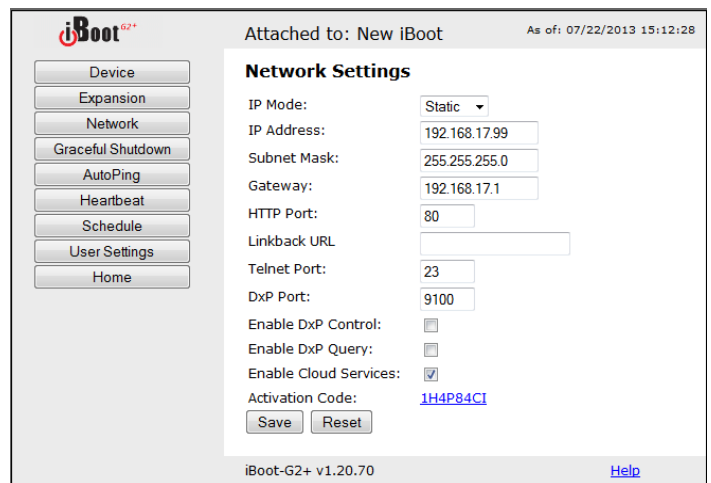 iBoot G2+
Attached to: New iBoot
As of: 07/22/2013 15:12:28
Device
Expansion
Network
Graceful Shutdown
AutoPing
Heartbeat
Schedule
User Settings
Home
Network Settings
IP Mode: Static
IP Address: 192.168.17.99
Subnet Mask: 255.255.255.0
Gateway: 192.168.17.1
HTTP Port: 80
Linkback URL
Telnet Port: 23
DxP Port: 9100
Enable DxP Control:
Enable DxP Query:
Enable Cloud Services:
Activation Code: 1H4P84CI
Save Reset
iBoot-G2+ v1.20.70 Help